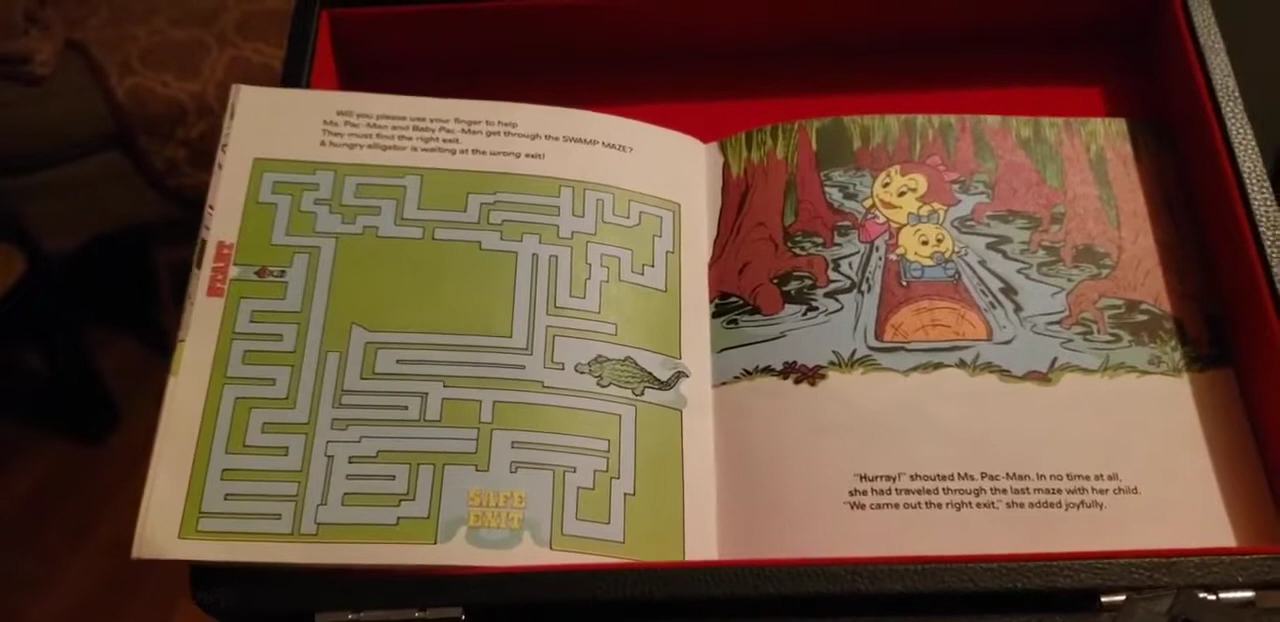 Will you please use your finger to help
Ms. Pac-Man and Baby Pac-Man get through the SWAMP MAZE?
They must find the right exit.
A hungry alligator is waiting at the wrong exit!
START
SAFE
EXIT
"Hurray!" shouted Ms. Pac-Man. In no time at all,
she had traveled through the last maze with her child.
"We came out the right exit," she added joyfully.